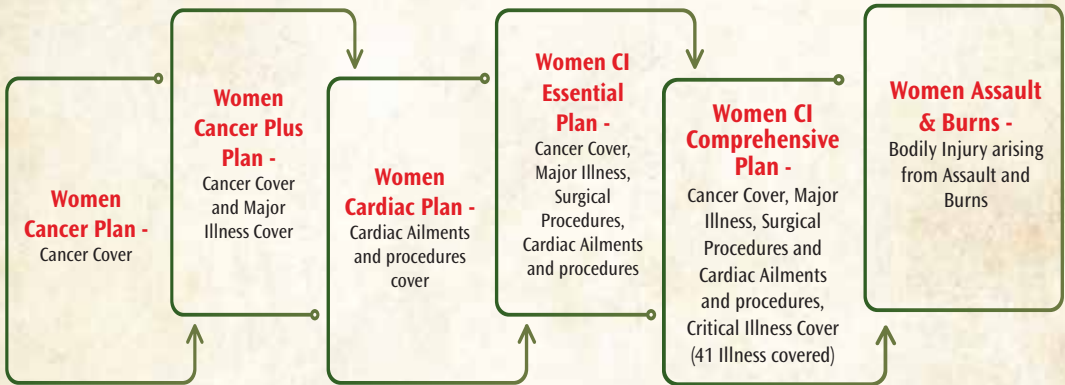 Women
Cancer Plan -
Cancer Cover
Women
Cancer Plus
Plan -
Cancer Cover
and Major
Illness Cover
Women
Cardiac Plan -
Cardiac Ailments
and procedures
cover
Women CI
Essential
Plan -
Cancer Cover,
Major Illness,
Surgical
Procedures,
Cardiac Ailments
and procedures
Women CI
Comprehensive
Plan -
Cancer Cover, Major
Illness, Surgical
Procedures and
Cardiac Ailments
and procedures,
Critical Illness Cover
(41 Illness covered)
Women Assault
& Burns -
Bodily Injury arising
from Assault and
Burns